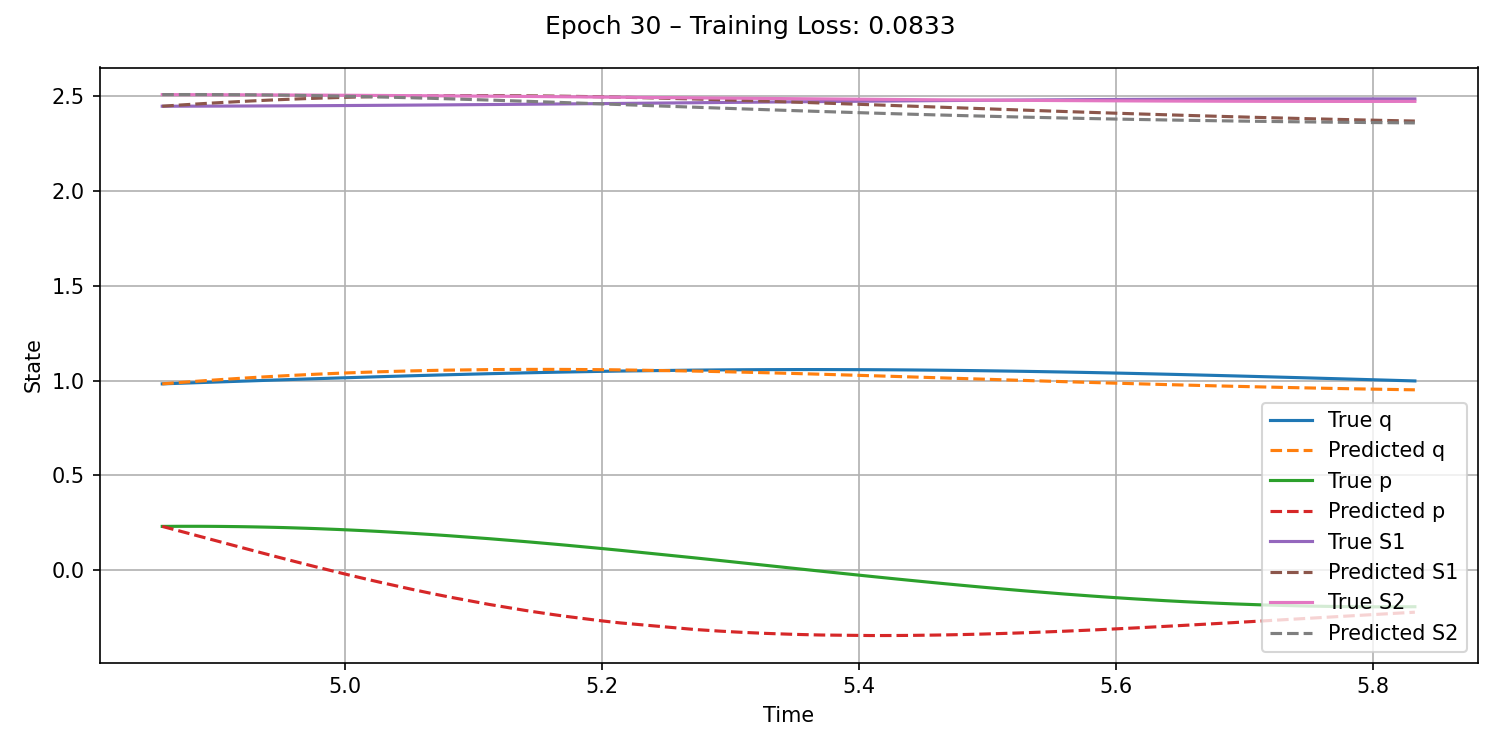 Epoch 30 – Training Loss: 0.0833
State
2.5
2.0
1.5
1.0
0.5
0.0
True q
Predicted q
True p
Predicted p
True S1
Predicted S1
True S2
Predicted S2
5.0 5.2 5.4 5.6 5.8
Time